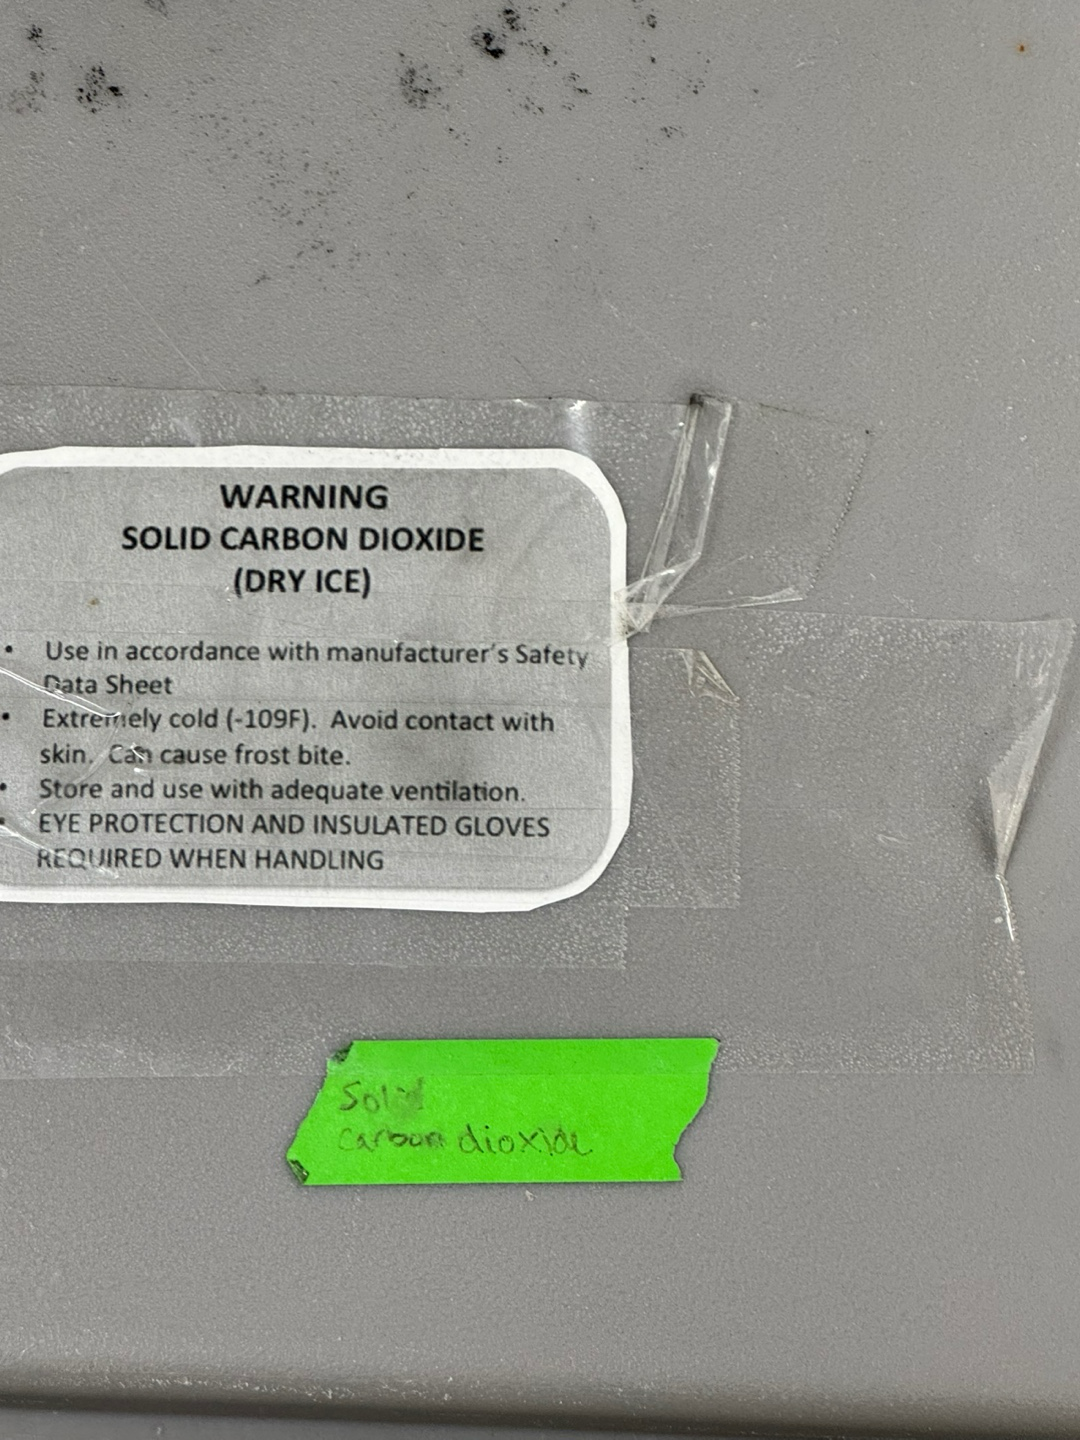 WARNING
SOLID CARBON DIOXIDE
(DRY ICE)
• Use in accordance with manufacturer's Safety
Data Sheet
• Extremely cold (-109F). Avoid contact with
skin. Can cause frost bite.
• Store and use with adequate ventilation.
• EYE PROTECTION AND INSULATED GLOVES
REQUIRED WHEN HANDLING
Solid
carbon dioxide